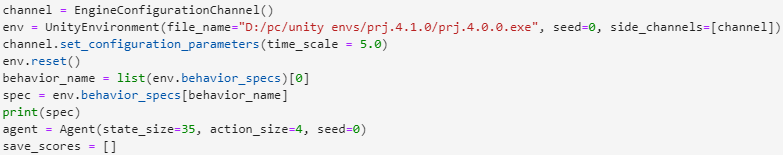 channel = EngineConfigurationChannel()
env = UnityEnvironment(file_name="D:/pc/unity envs/prj.4.1.0/prj.4.0.0.exe", seed=0, side_channels=[channel])
channel.set_configuration_parameters(time_scale = 5.0)
env.reset()
behavior_name = list(env.behavior_specs)[0]
spec = env.behavior_specs[behavior_name]
print(spec)
agent = Agent(state_size=35, action_size=4, seed=0)
save_scores = []